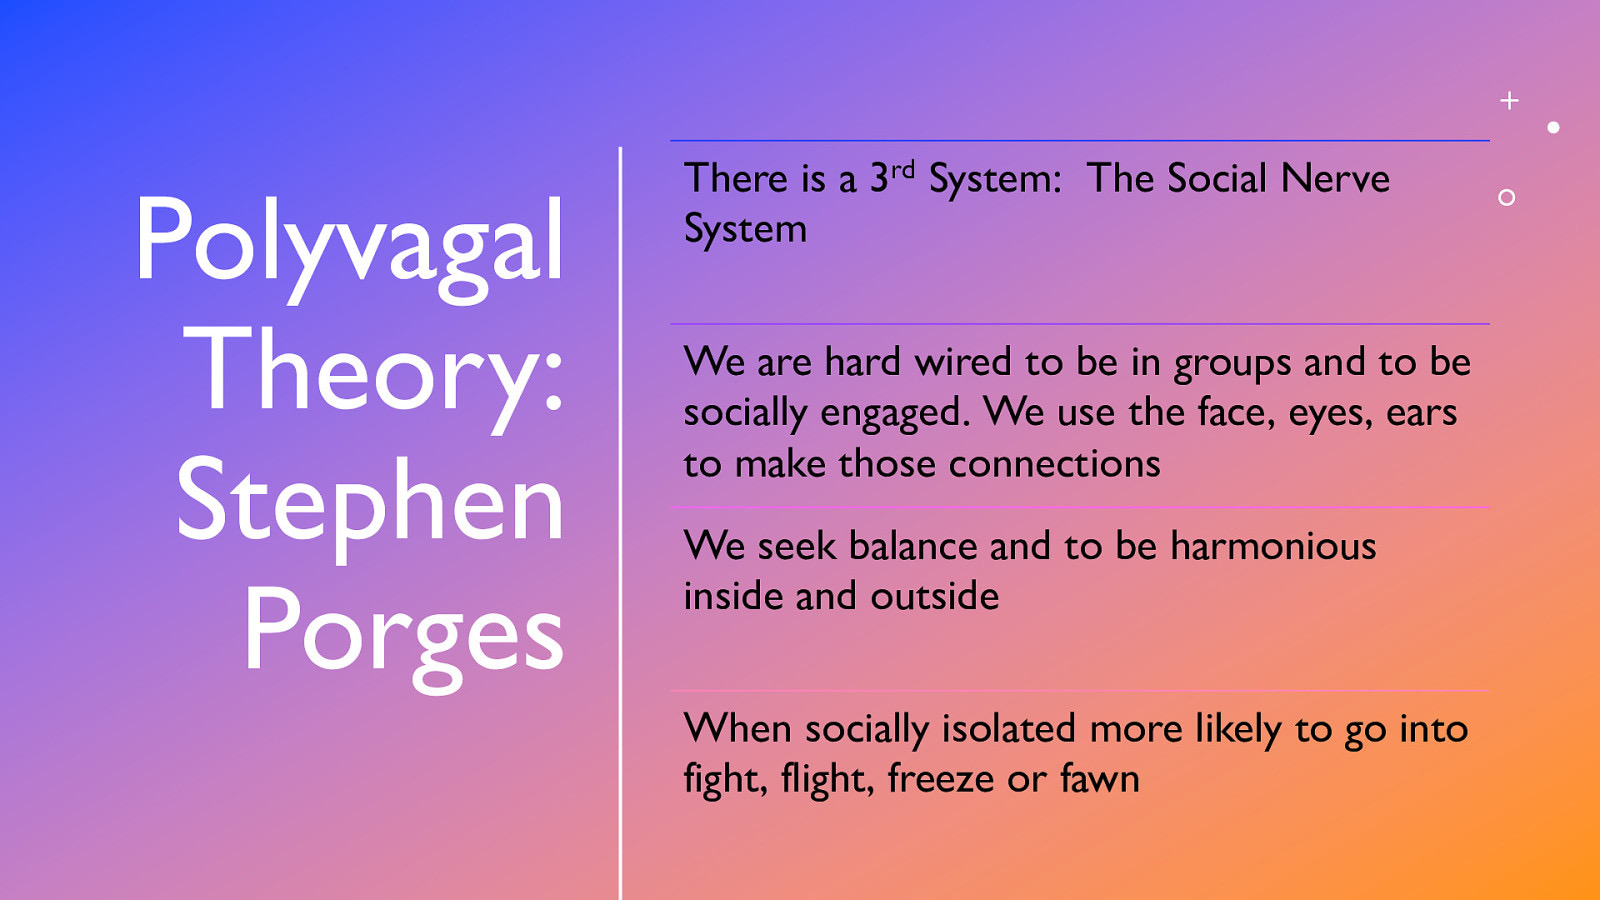 Polyvagal
Theory:
Stephen
Porges
There is a 3rd System:  The Social Nerve
System
We are hard wired to be in groups and to be
socially engaged. We use the face, eyes, ears
to make those connections
We seek balance and to be harmonious
inside and outside
When socially isolated more likely to go into
fight, flight, freeze or fawn